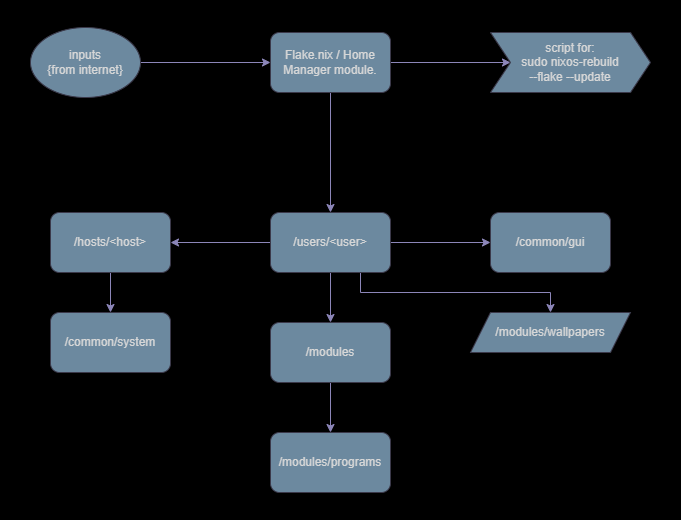 inputs
{from internet}
Flake.nix / Home
Manager module.
script for:
sudo nixos-rebuild
--flake --update
/hosts/<host>
/users/<user>
/common/gui
/common/system
/modules
/modules/wallpapers
/modules/programs